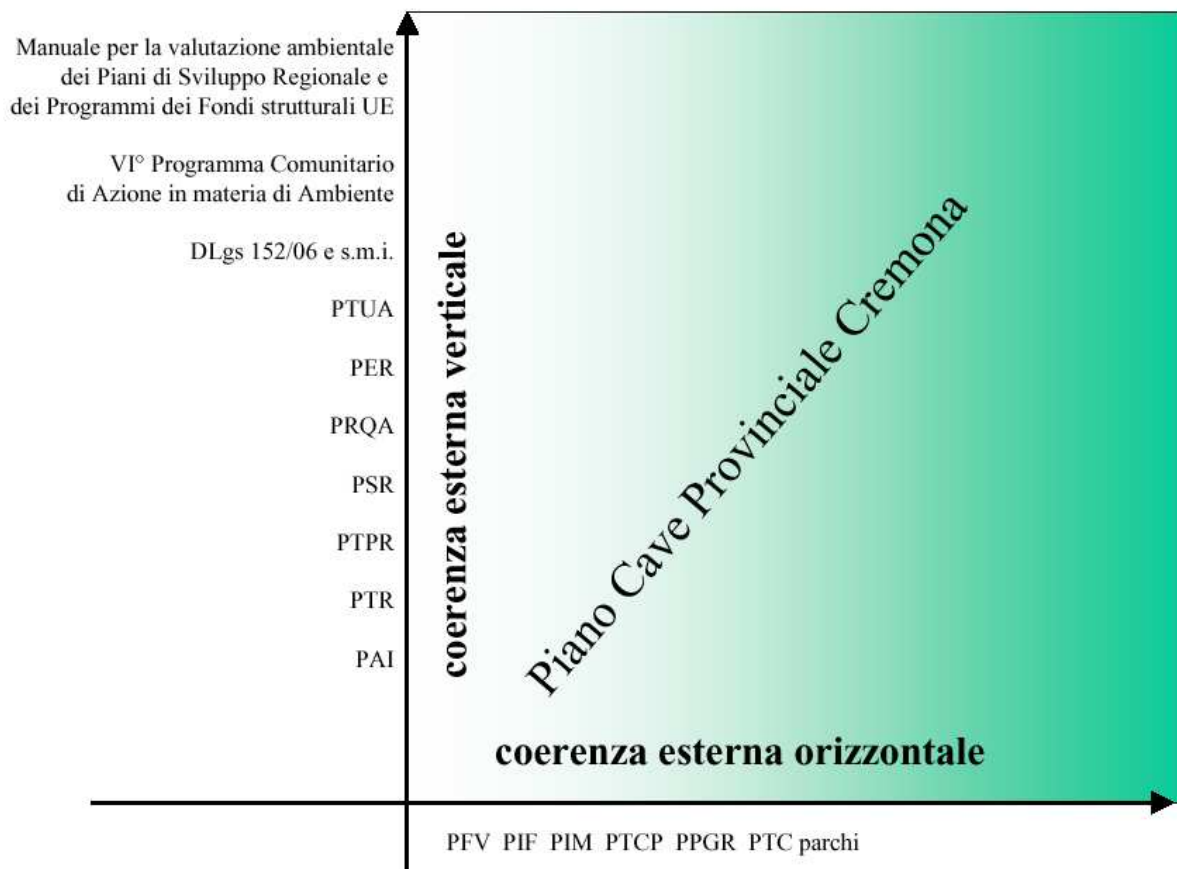 Manuale per la valutazione ambientale
dei Piani di Sviluppo Regionale e
dei Programmi dei Fondi strutturali UE
VI° Programma Comunitario
di Azione in materia di Ambiente
DLgs 152/06 e s.m.i.
PTUA
PER
PRQA
PSR
PTPR
PTR
PAI
coerenza esterna verticale
Piano Cave Provinciale Cremona
coerenza esterna orizzontale
PFV PIF PIM PTCP PPGR PTC parchi